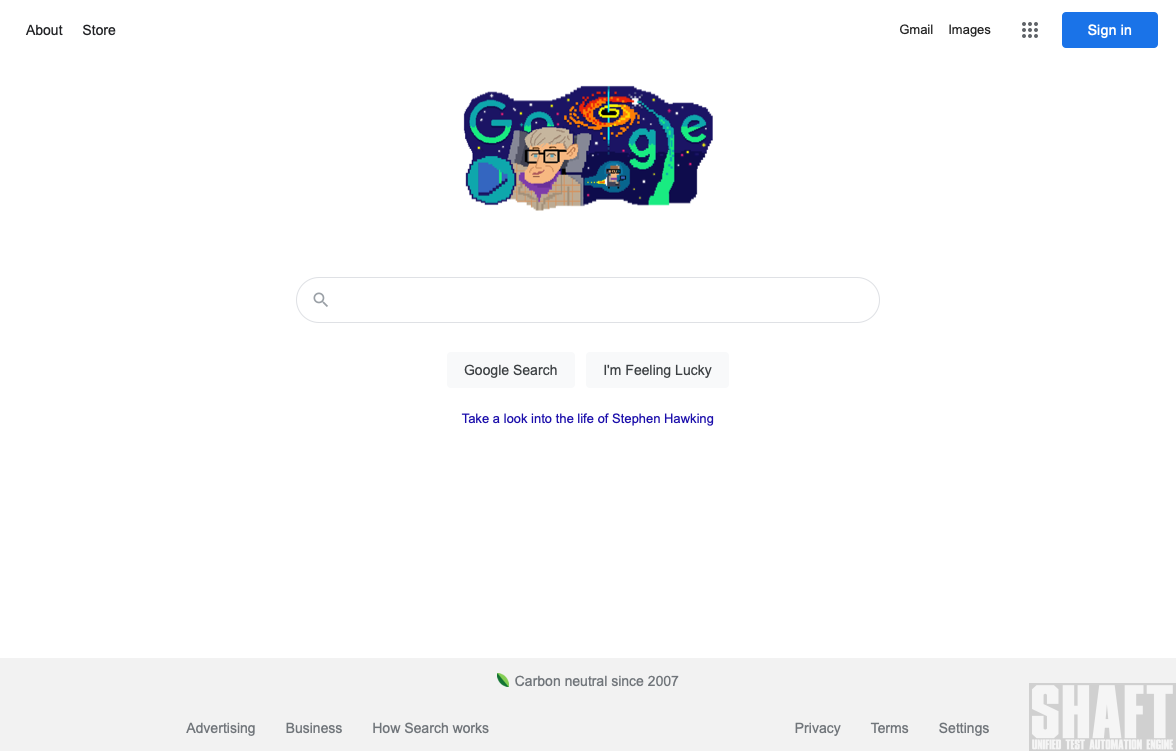 About Store Gmail Images Sign in
Google
Google Search I'm Feeling Lucky
Take a look into the life of Stephen Hawking
Carbon neutral since 2007
Advertising Business How Search works Privacy Terms Settings
SHAFT
UNIFIED TEST AUTOMATION ENGINE